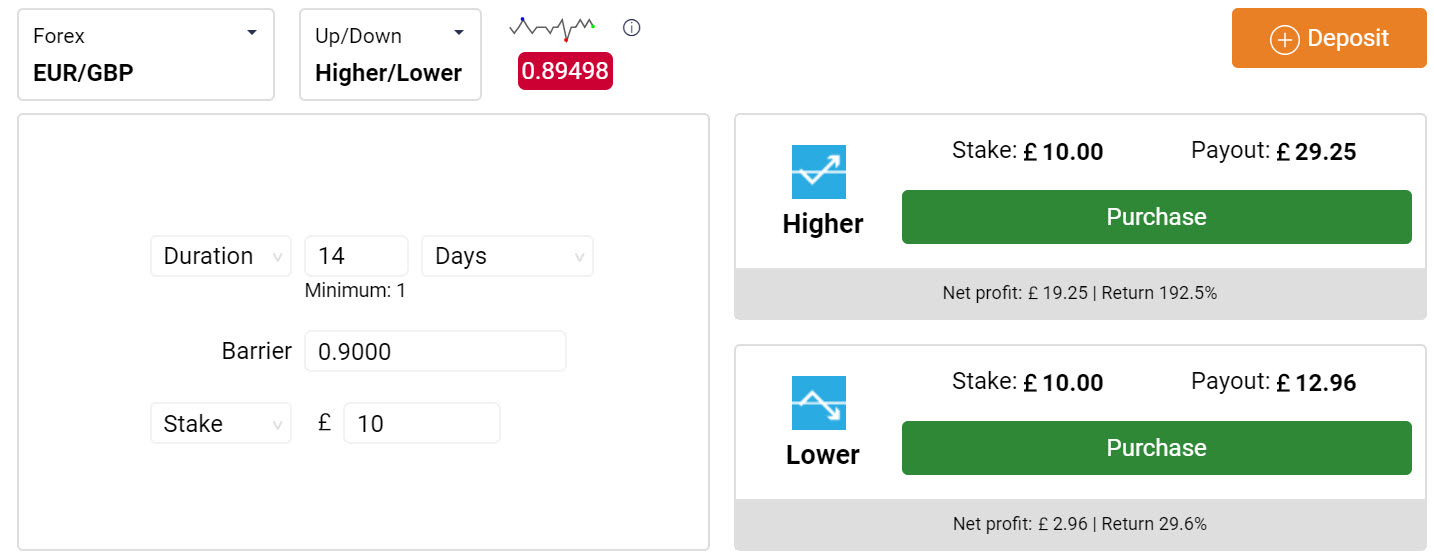 Forex
EUR/GBP
Up/Down
Higher/Lower
0.89498
Deposit
Duration 14 Days
Minimum: 1
Barrier 0.9000
Stake £ 10
Higher
Stake: £ 10.00 Payout: £ 29.25
Purchase
Net profit: £ 19.25 | Return 192.5%
Lower
Stake: £ 10.00 Payout: £ 12.96
Purchase
Net profit: £ 2.96 | Return 29.6%